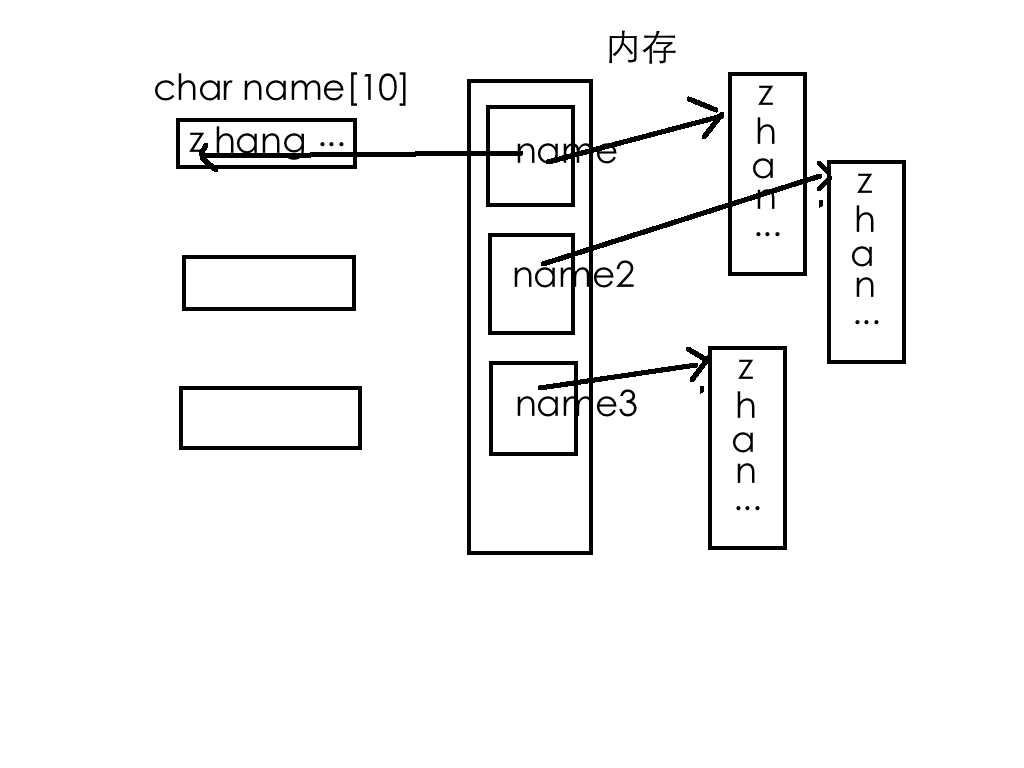 内存
char name[10]
z hang ...
name
name2
name3
z
h
a
n
...
z
h
a
n
...
z
h
a
n
...